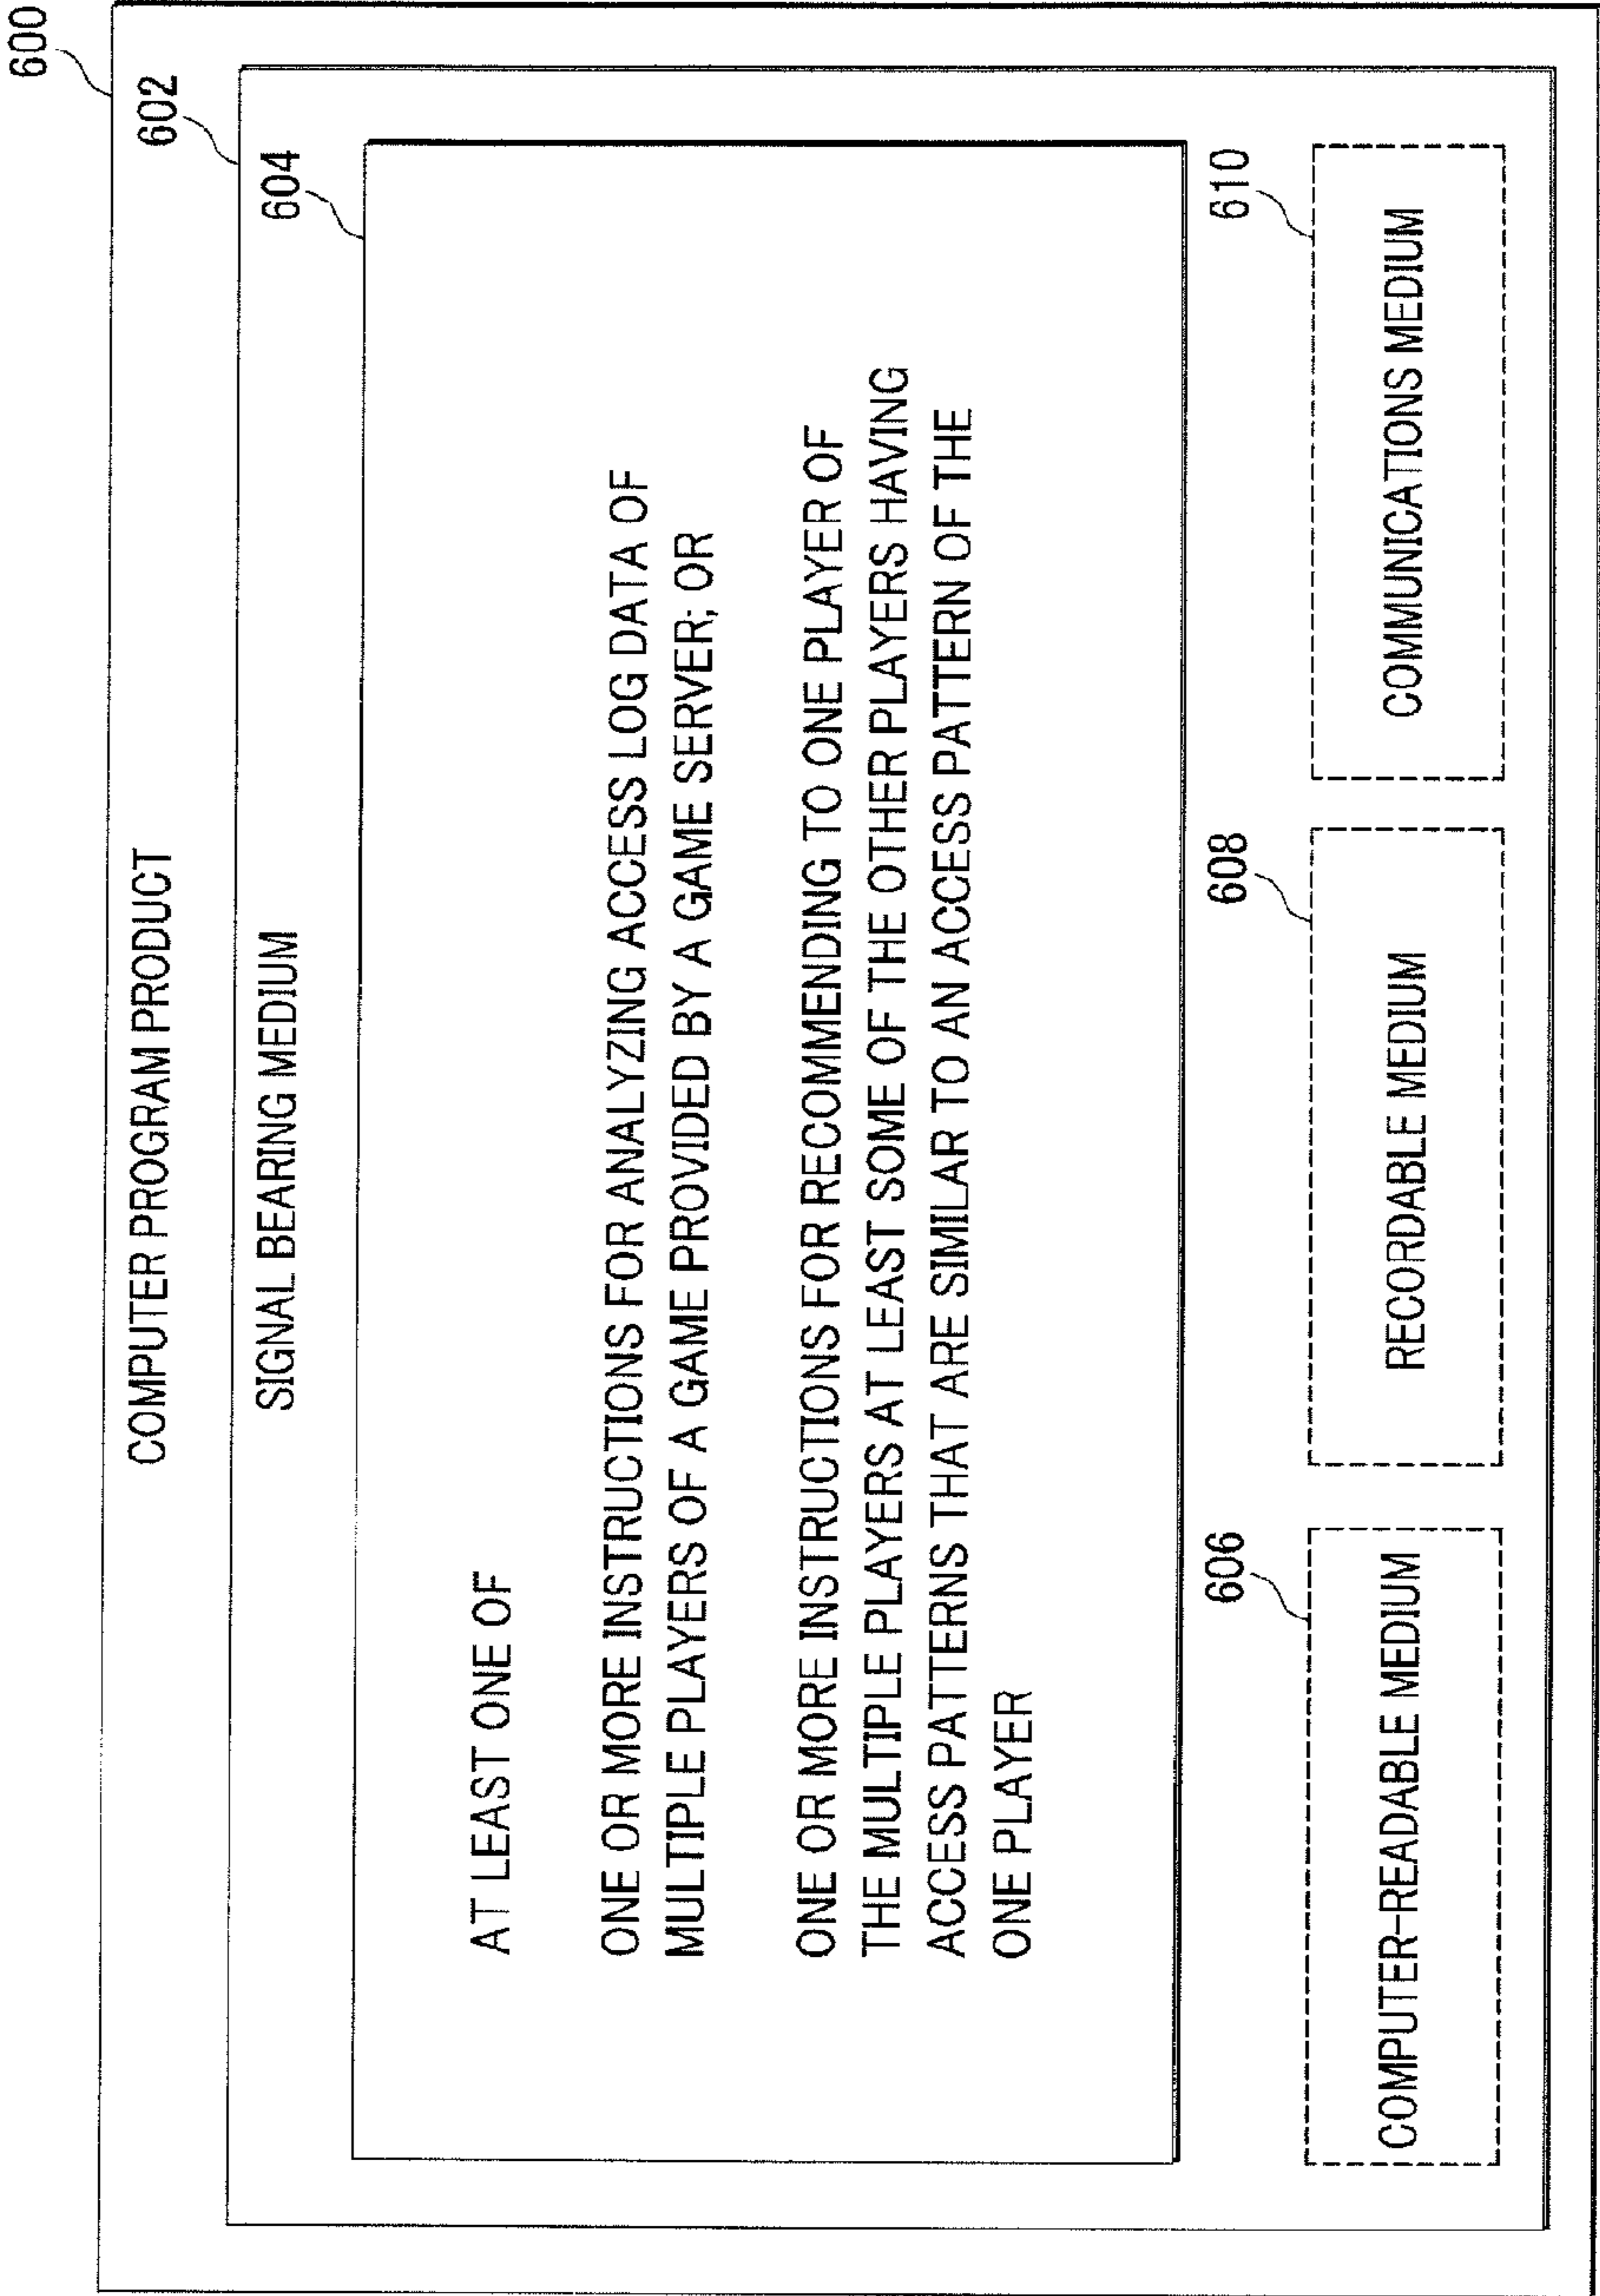 600
COMPUTER PROGRAM PRODUCT
602
SIGNAL BEARING MEDIUM
604
AT LEAST ONE OF
ONE OR MORE INSTRUCTIONS FOR ANALYZING ACCESS LOG DATA OF
MULTIPLE PLAYERS OF A GAME PROVIDED BY A GAME SERVER; OR
ONE OR MORE INSTRUCTIONS FOR RECOMMENDING TO ONE PLAYER OF
THE MULTIPLE PLAYERS AT LEAST SOME OF THE OTHER PLAYERS HAVING
ACCESS PATTERNS THAT ARE SIMILAR TO AN ACCESS PATTERN OF THE
ONE PLAYER
606
COMPUTER-READABLE MEDIUM
608
RECORDABLE MEDIUM
610
COMMUNICATIONS MEDIUM